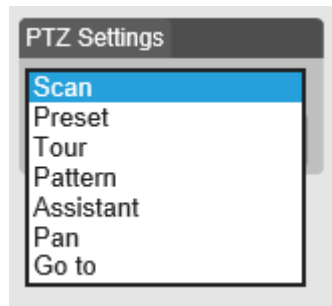 PTZ Settings
Scan
Preset
Tour
Pattern
Assistant
Pan
Go to